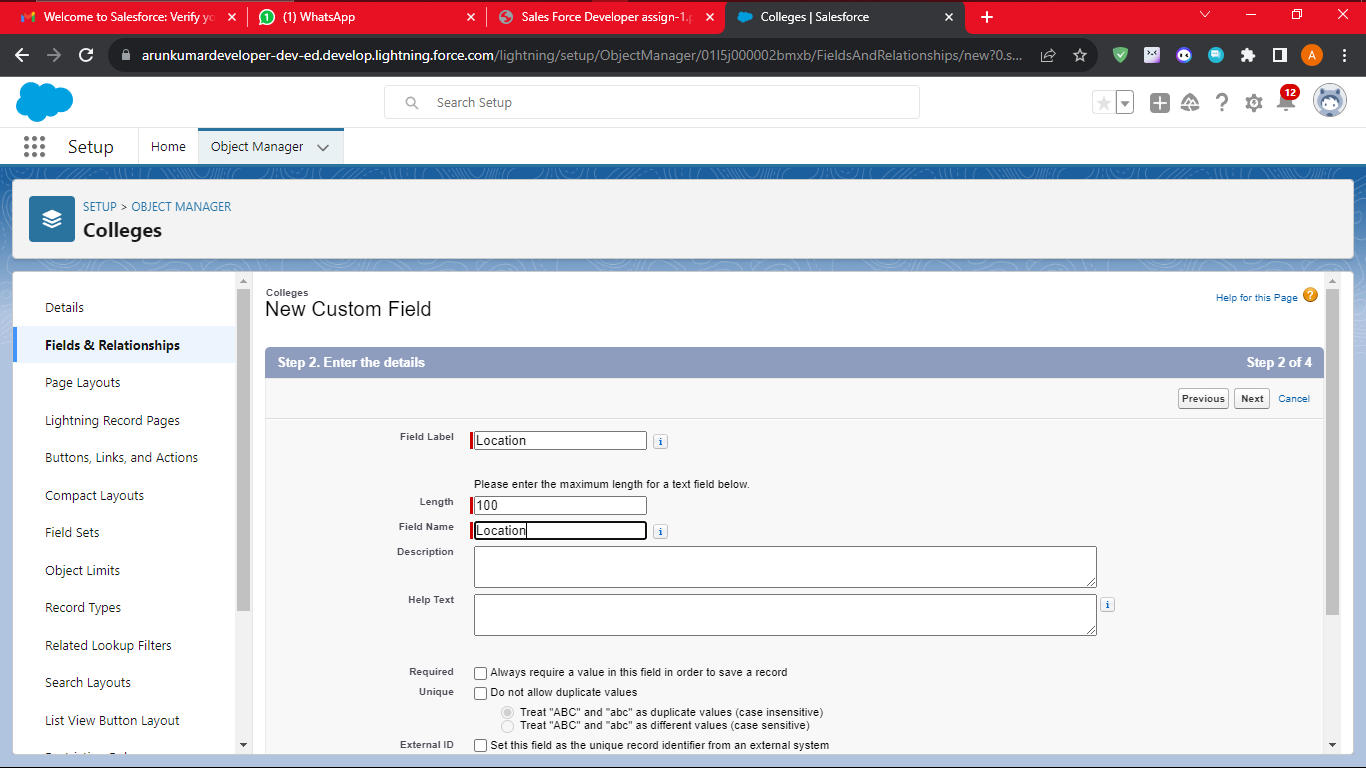 Welcome to Salesforce: Verify yo
1 (1) WhatsApp
Sales Force Developer assign-1.p
Colleges | Salesforce
arunkumardeveloper-dev-ed.develop.lightning.force.com/lightning/setup/ObjectManager/01I5j000002bmxb/FieldsAndRelationships/new?0.s...
A
Search Setup
12
Setup
Home
Object Manager
SETUP > OBJECT MANAGER
Colleges
Details
Fields & Relationships
Page Layouts
Lightning Record Pages
Buttons, Links, and Actions
Compact Layouts
Field Sets
Object Limits
Record Types
Related Lookup Filters
Search Layouts
List View Button Layout
Colleges
New Custom Field
Help for this Page ?
Step 2. Enter the details
Step 2 of 4
Previous Next Cancel
Field Label Location i
Please enter the maximum length for a text field below.
Length 100
Field Name Location i
Description
Help Text i
Required Always require a value in this field in order to save a record
Unique Do not allow duplicate values
Treat "ABC" and "abc" as duplicate values (case insensitive)
Treat "ABC" and "abc" as different values (case sensitive)
External ID Set this field as the unique record identifier from an external system